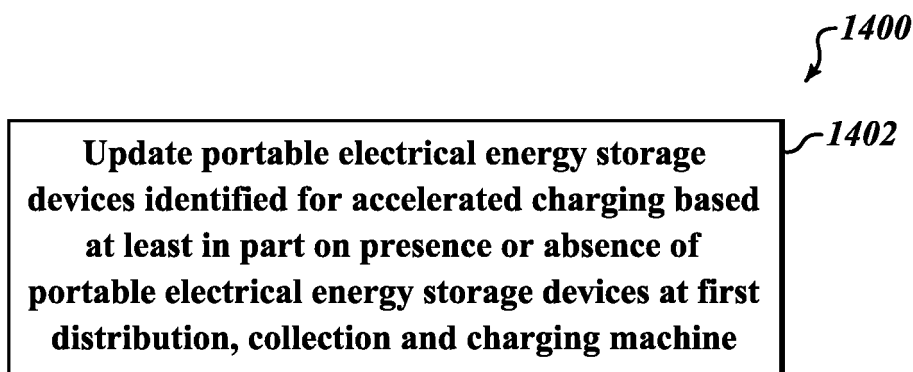 1400
1402
Update portable electrical energy storage
devices identified for accelerated charging based
at least in part on presence or absence of
portable electrical energy storage devices at first
distribution, collection and charging machine